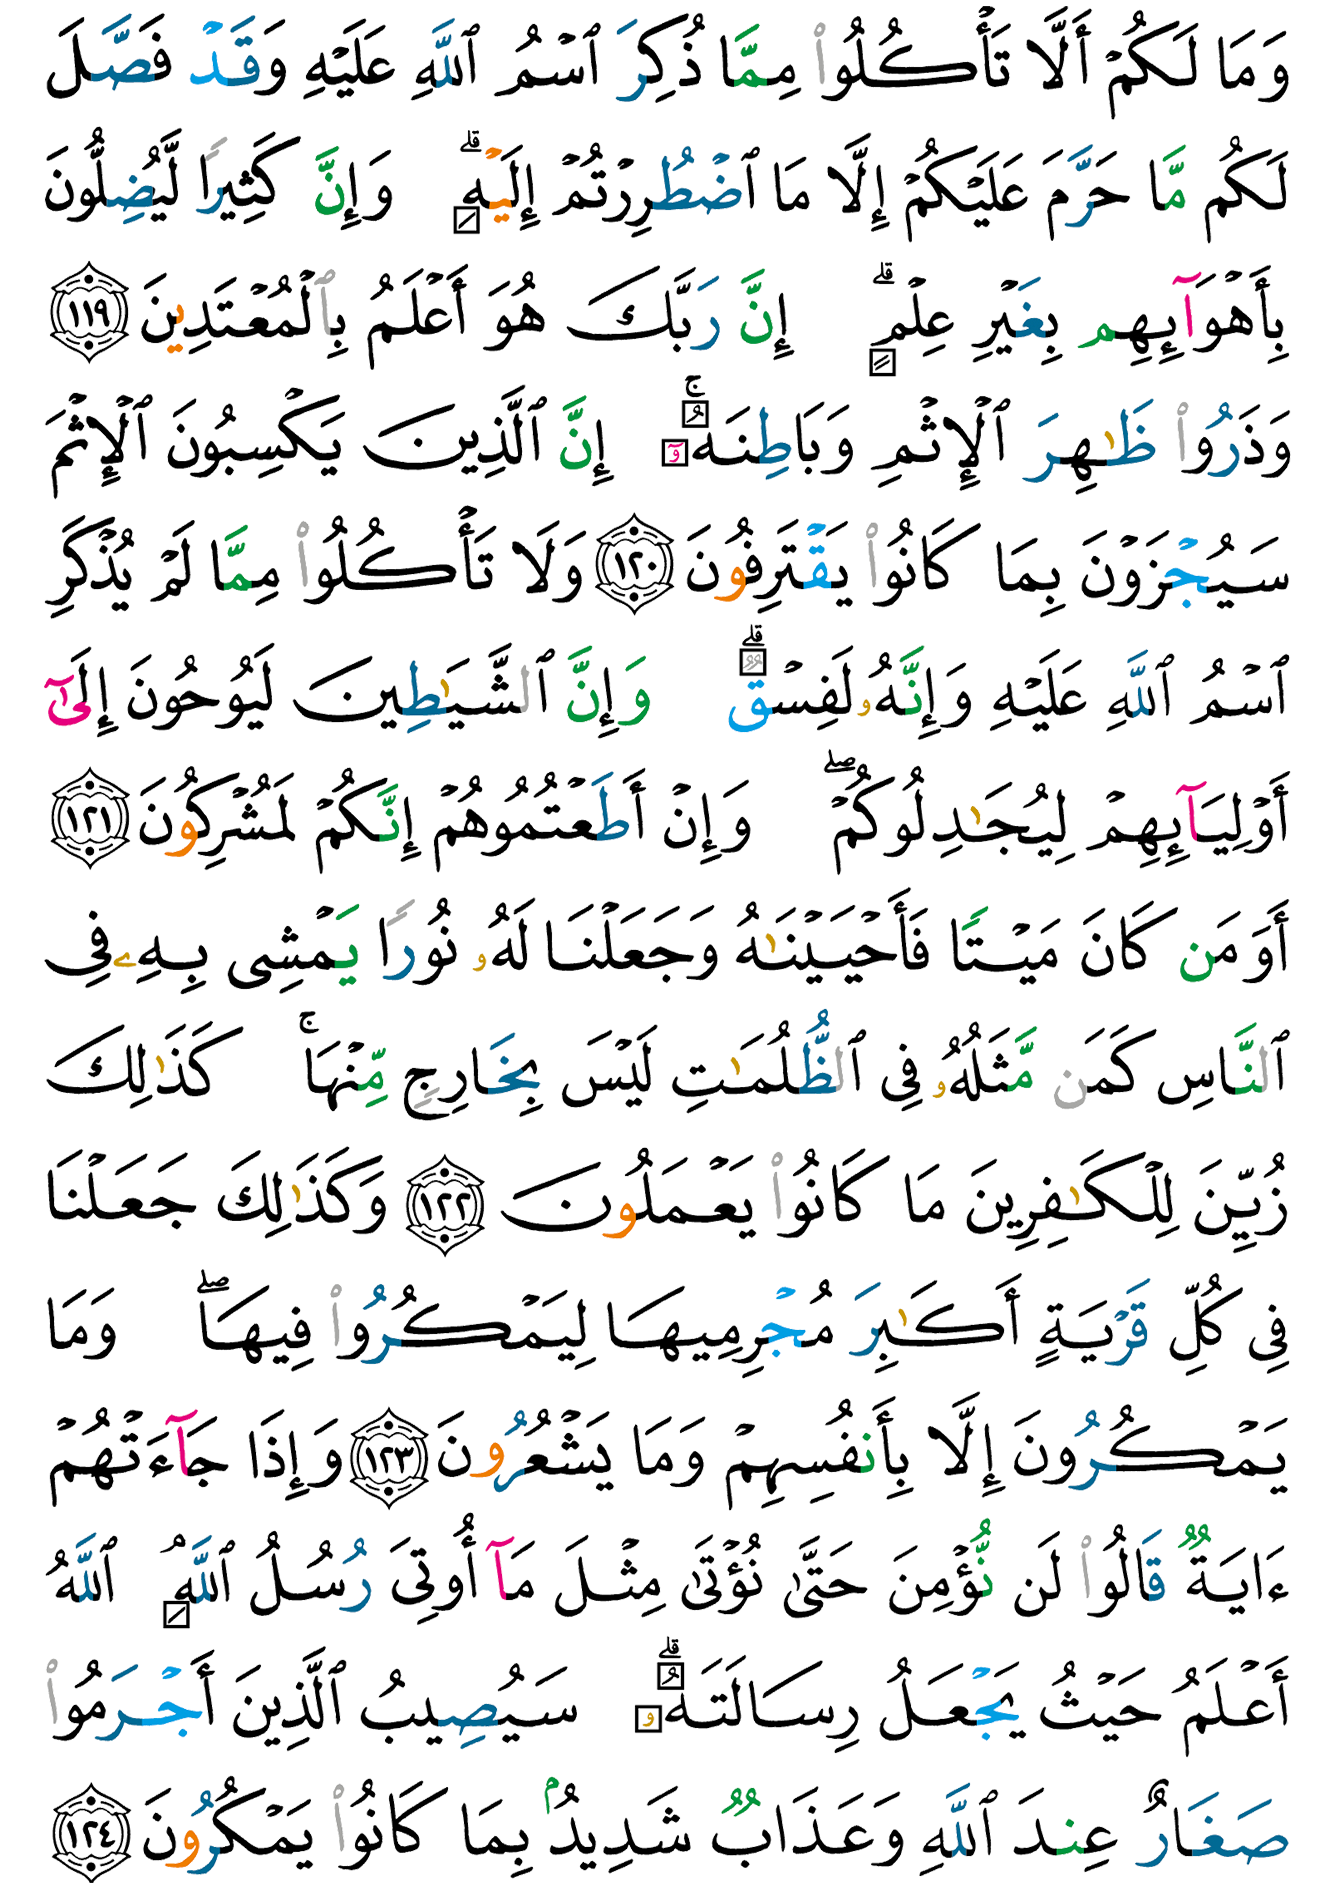 وَمَا لَكُمْ أَلَّا تَأْكُلُوا۟ مِمَّا ذُكِرَ ٱسْمُ ٱللَّهِ عَلَيْهِ وَقَدْ فَصَّلَ
لَكُم مَّا حَرَّمَ عَلَيْكُمْ إِلَّا مَا ٱضْطُرِرْتُمْ إِلَيْهِ ۗ وَإِنَّ كَثِيرًا لَّيُضِلُّونَ
بِأَهْوَآئِهِم بِغَيْرِ عِلْمٍ ۗ إِنَّ رَبَّكَ هُوَ أَعْلَمُ بِٱلْمُعْتَدِينَ ١١٩
وَذَرُوا۟ ظَـٰهِرَ ٱلْإِثْمِ وَبَاطِنَهُۥٓ ۚ إِنَّ ٱلَّذِينَ يَكْسِبُونَ ٱلْإِثْمَ
سَيُجْزَوْنَ بِمَا كَانُوا۟ يَقْتَرِفُونَ ١٢٠ وَلَا تَأْكُلُوا۟ مِمَّا لَمْ يُذْكَرِ
ٱسْمُ ٱللَّهِ عَلَيْهِ وَإِنَّهُۥ لَفِسْقٌ ۗ وَإِنَّ ٱلشَّيَـٰطِينَ لَيُوحُونَ إِلَىٰٓ
أَوْلِيَآئِهِمْ لِيُجَـٰدِلُوكُمْ ۖ وَإِنْ أَطَعْتُمُوهُمْ إِنَّكُمْ لَمُشْرِكُونَ ١٢١
أَوَمَن كَانَ مَيْتًا فَأَحْيَيْنَـٰهُ وَجَعَلْنَا لَهُۥ نُورًا يَمْشِى بِهِۦ فِى
ٱلنَّاسِ كَمَن مَّثَلُهُۥ فِى ٱلظُّلُمَـٰتِ لَيْسَ بِخَارِجٍ مِّنْهَا ۚ كَذَٰلِكَ
زُيِّنَ لِلْكَـٰفِرِينَ مَا كَانُوا۟ يَعْمَلُونَ ١٢٢ وَكَذَٰلِكَ جَعَلْنَا
فِى كُلِّ قَرْيَةٍ أَكَـٰبِرَ مُجْرِمِيهَا لِيَمْكُرُوا۟ فِيهَا ۖ وَمَا
يَمْكُرُونَ إِلَّا بِأَنفُسِهِمْ وَمَا يَشْعُرُونَ ١٢٣ وَإِذَا جَآءَتْهُمْ
ءَايَةٌ قَالُوا۟ لَن نُّؤْمِنَ حَتَّىٰ نُؤْتَىٰ مِثْلَ مَآ أُوتِىَ رُسُلُ ٱللَّهِ ۘ ٱللَّهُ
أَعْلَمُ حَيْثُ يَجْعَلُ رِسَالَتَهُۥ ۗ سَيُصِيبُ ٱلَّذِينَ أَجْرَمُوا۟
صَغَارٌ عِندَ ٱللَّهِ وَعَذَابٌ شَدِيدٌۢ بِمَا كَانُوا۟ يَمْكُرُونَ ١٢٤